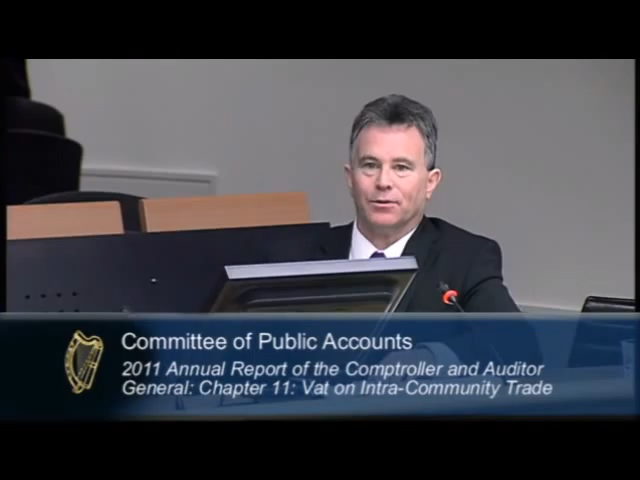 Committee of Public Accounts
2011 Annual Report of the Comptroller and Auditor
General: Chapter 11: Vat on Intra-Community Trade